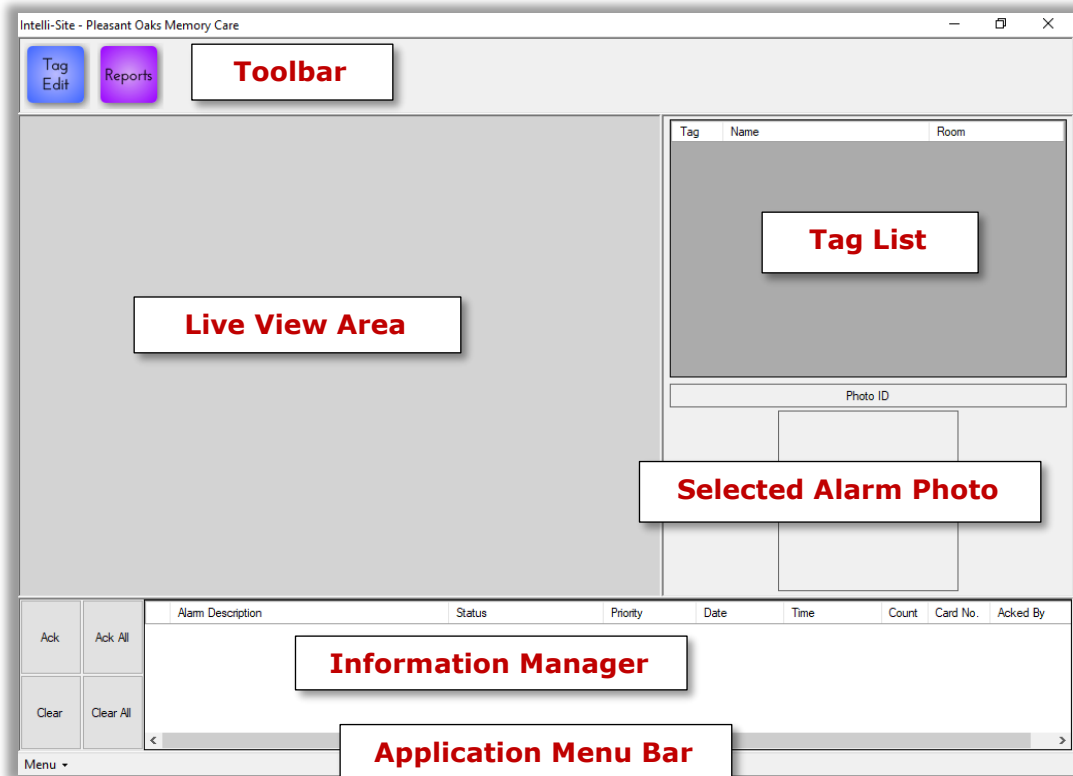 Intelli-Site - Pleasant Oaks Memory Care
Tag
Edit
Reports
Toolbar
Tag Name Room
Tag List
Live View Area
Photo ID
Selected Alarm Photo
Alarm Description Status Priority Date Time Count Card No. Acked By
Ack Ack All
Information Manager
Clear Clear All
Application Menu Bar
Menu